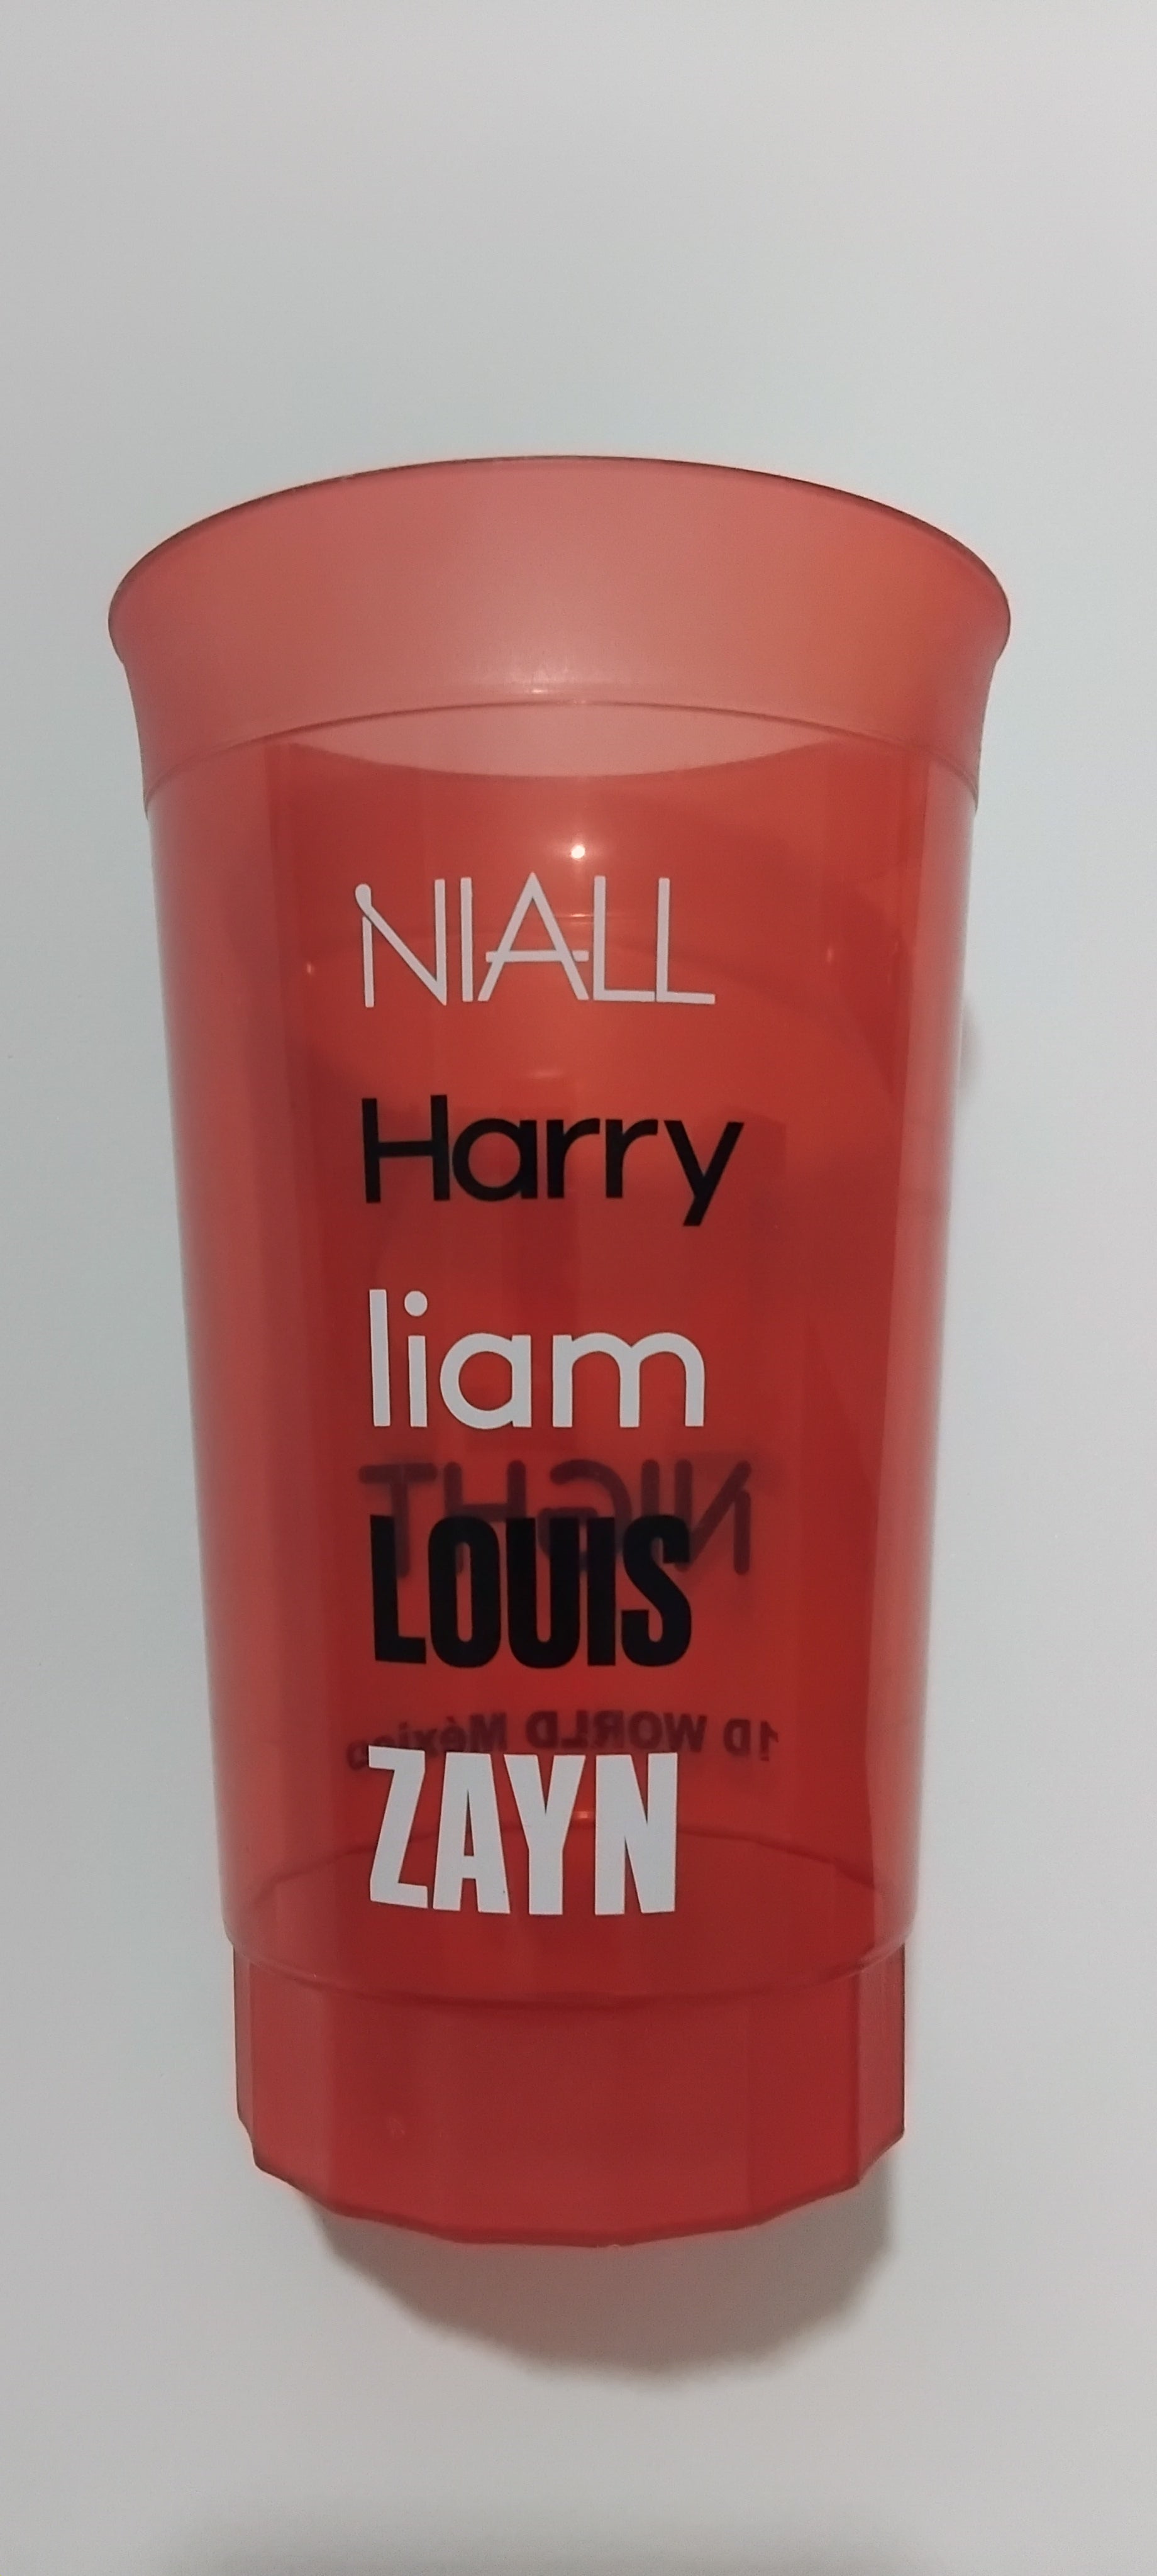 NIALL
Harry
liam
NIGHT
LOUIS
1D WORLD México
ZAYN